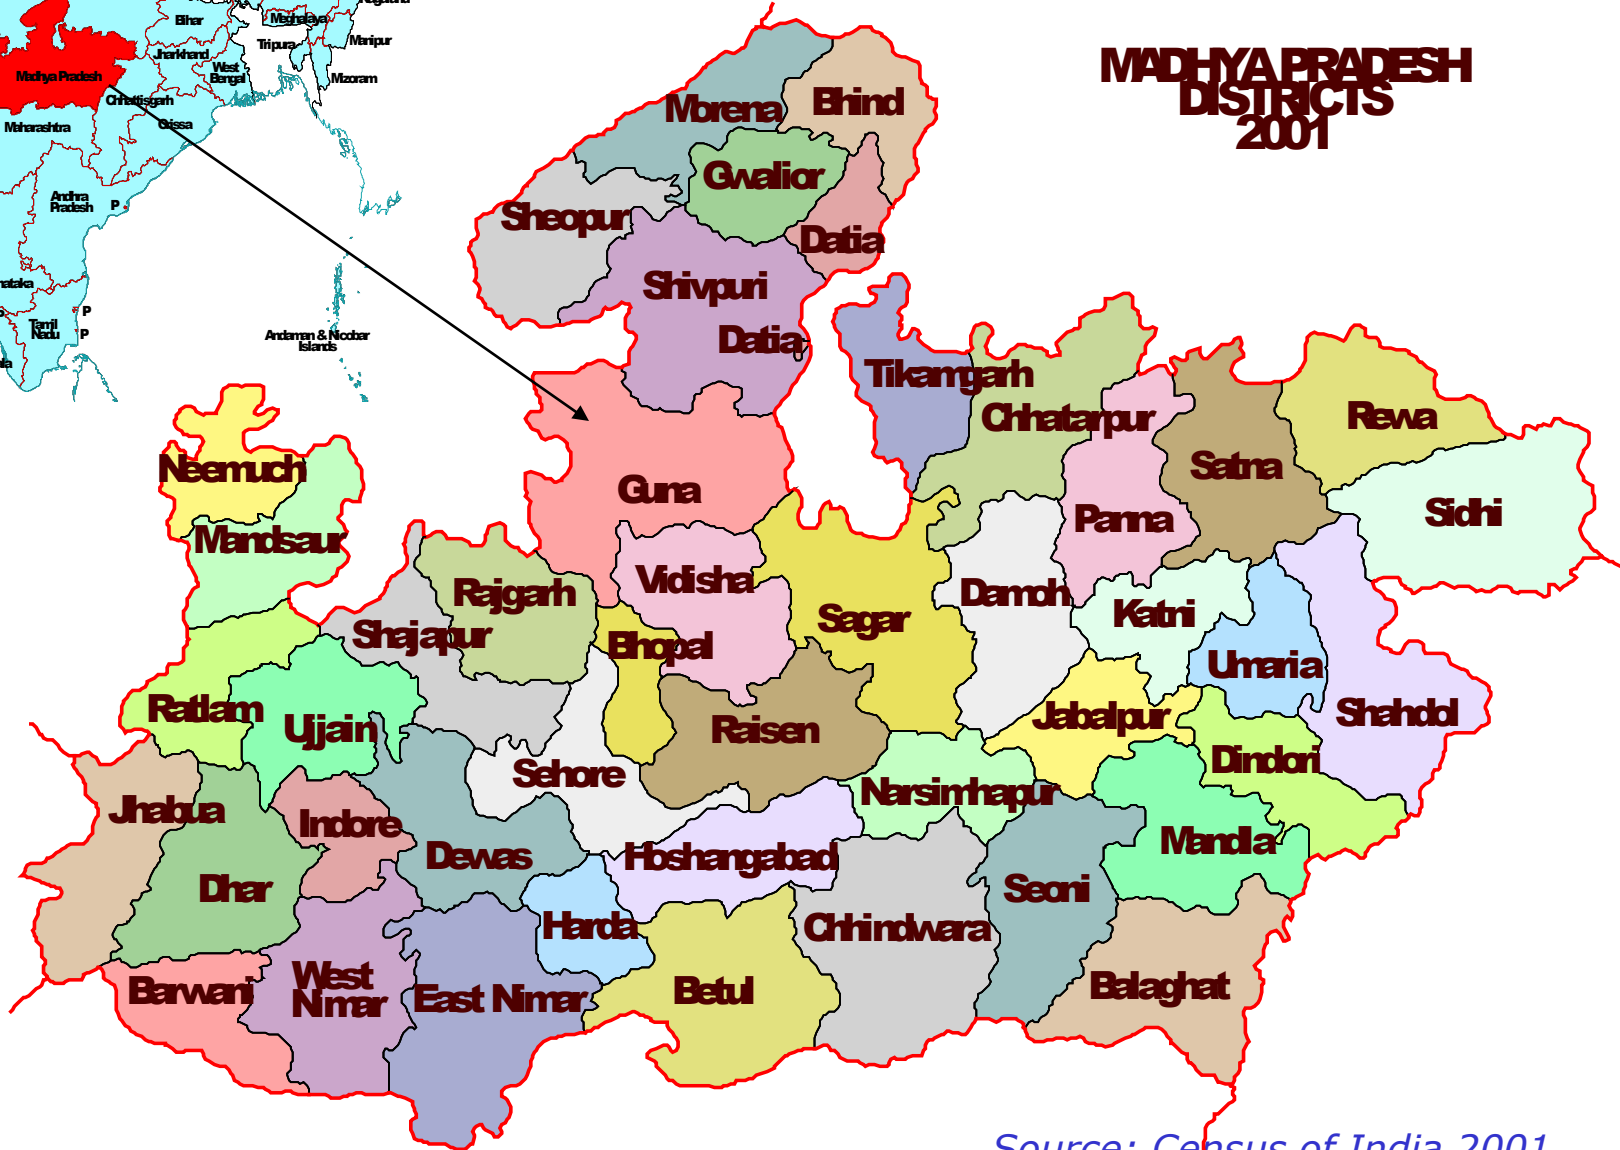 Bihar
Meghalaya
Manipur
Tripura
Jharkhand
West
Bengal
Mizoram
Madhya Pradesh
Chhattisgarh
Orissa
Maharashtra
Andhra
Pradesh
P
P
Tamil
Nadu
P
Andaman & Nicobar
Islands
MADHYA PRADESH
DISTRICTS
2001
Morena
Bhind
Gwalior
Sheopur
Datia
Shivpuri
Datia
Tikamgarh
Chhatarpur
Rewa
Neemuch
Satna
Guna
Panna
Sidhi
Mandsaur
Vidisha
Rajgarh
Damoh
Katni
Sagar
Shajapur
Bhopal
Umaria
Ratlam
Ujjain
Raisen
Jabalpur
Shahdol
Dindori
Sehore
Narsimhapur
Jhabua
Indore
Mandla
Dewas
Hoshangabad
Dhar
Seoni
Harda
Chhindwara
West
Nimar
Barwani
East Nimar
Betul
Balaghat
Source: Census of India 2001